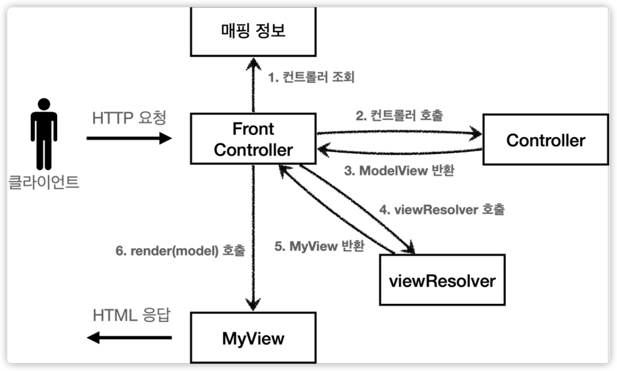 매핑 정보
1. 컨트롤러 조회
HTTP 요청
Front
Controller
2. 컨트롤러 호출
Controller
3. ModelView 반환
클라이언트
4. viewResolver 호출
5. MyView 반환
6. render(model) 호출
viewResolver
HTML 응답
MyView